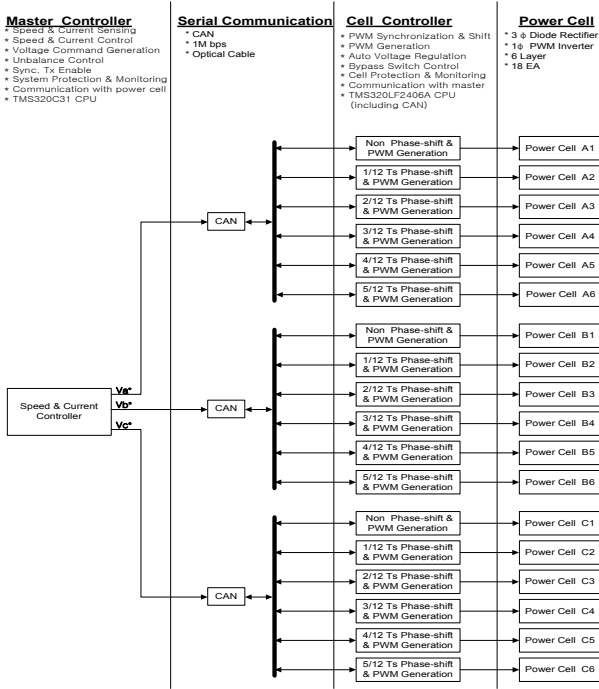 Master Controller
* Speed & Current Sensing
* Speed & Current Control
* Voltage Command Generation
* Unbalance Control
* Sync. Tx Enable
* System Protection & Monitoring
* Communication with power cell
* TMS320C31 CPU
Serial Communication
* CAN
* 1M bps
* Optical Cable
Cell Controller
* PWM Synchronization & Shift
* PWM Generation
* Auto Voltage Regulation
* Bypass Switch Control
* Cell Protection & Monitoring
* Communication with master
* TMS320LF2406A CPU
(including CAN)
Power Cell
* 3 ϕ Diode Rectifier
* 1ϕ PWM Inverter
* 6 Layer
* 18 EA
Speed & Current
Controller
Va*
Vb*
Vc*
CAN
Non Phase-shift &
PWM Generation
Power Cell A1
1/12 Ts Phase-shift
& PWM Generation
Power Cell A2
2/12 Ts Phase-shift
& PWM Generation
Power Cell A3
3/12 Ts Phase-shift
& PWM Generation
Power Cell A4
4/12 Ts Phase-shift
& PWM Generation
Power Cell A5
5/12 Ts Phase-shift
& PWM Generation
Power Cell A6
CAN
Non Phase-shift &
PWM Generation
Power Cell B1
1/12 Ts Phase-shift
& PWM Generation
Power Cell B2
2/12 Ts Phase-shift
& PWM Generation
Power Cell B3
3/12 Ts Phase-shift
& PWM Generation
Power Cell B4
4/12 Ts Phase-shift
& PWM Generation
Power Cell B5
5/12 Ts Phase-shift
& PWM Generation
Power Cell B6
CAN
Non Phase-shift &
PWM Generation
Power Cell C1
1/12 Ts Phase-shift
& PWM Generation
Power Cell C2
2/12 Ts Phase-shift
& PWM Generation
Power Cell C3
3/12 Ts Phase-shift
& PWM Generation
Power Cell C4
4/12 Ts Phase-shift
& PWM Generation
Power Cell C5
5/12 Ts Phase-shift
& PWM Generation
Power Cell C6